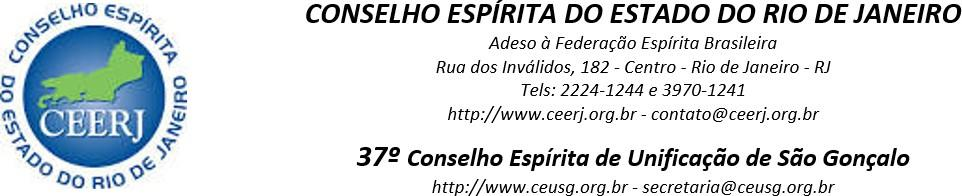 CONSELHO ESPÍRITA
DO ESTADO DO RIO DE JANEIRO
CEERJ
CONSELHO ESPÍRITA DO ESTADO DO RIO DE JANEIRO
Adeso à Federação Espírita Brasileira
Rua dos Inválidos, 182 - Centro - Rio de Janeiro - RJ
Tels: 2224-1244 e 3970-1241
http://www.ceerj.org.br - contato@ceerj.org.br
37º Conselho Espírita de Unificação de São Gonçalo
http://www.ceusg.org.br - secretaria@ceusg.org.br